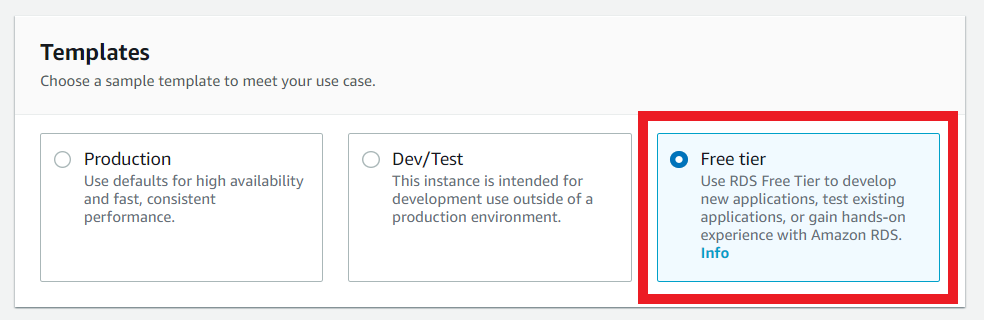 Templates
Choose a sample template to meet your use case.
Production
Use defaults for high availability
and fast, consistent
performance.
Dev/Test
This instance is intended for
development use outside of a
production environment.
Free tier
Use RDS Free Tier to develop
new applications, test existing
applications, or gain hands-on
experience with Amazon RDS.
Info